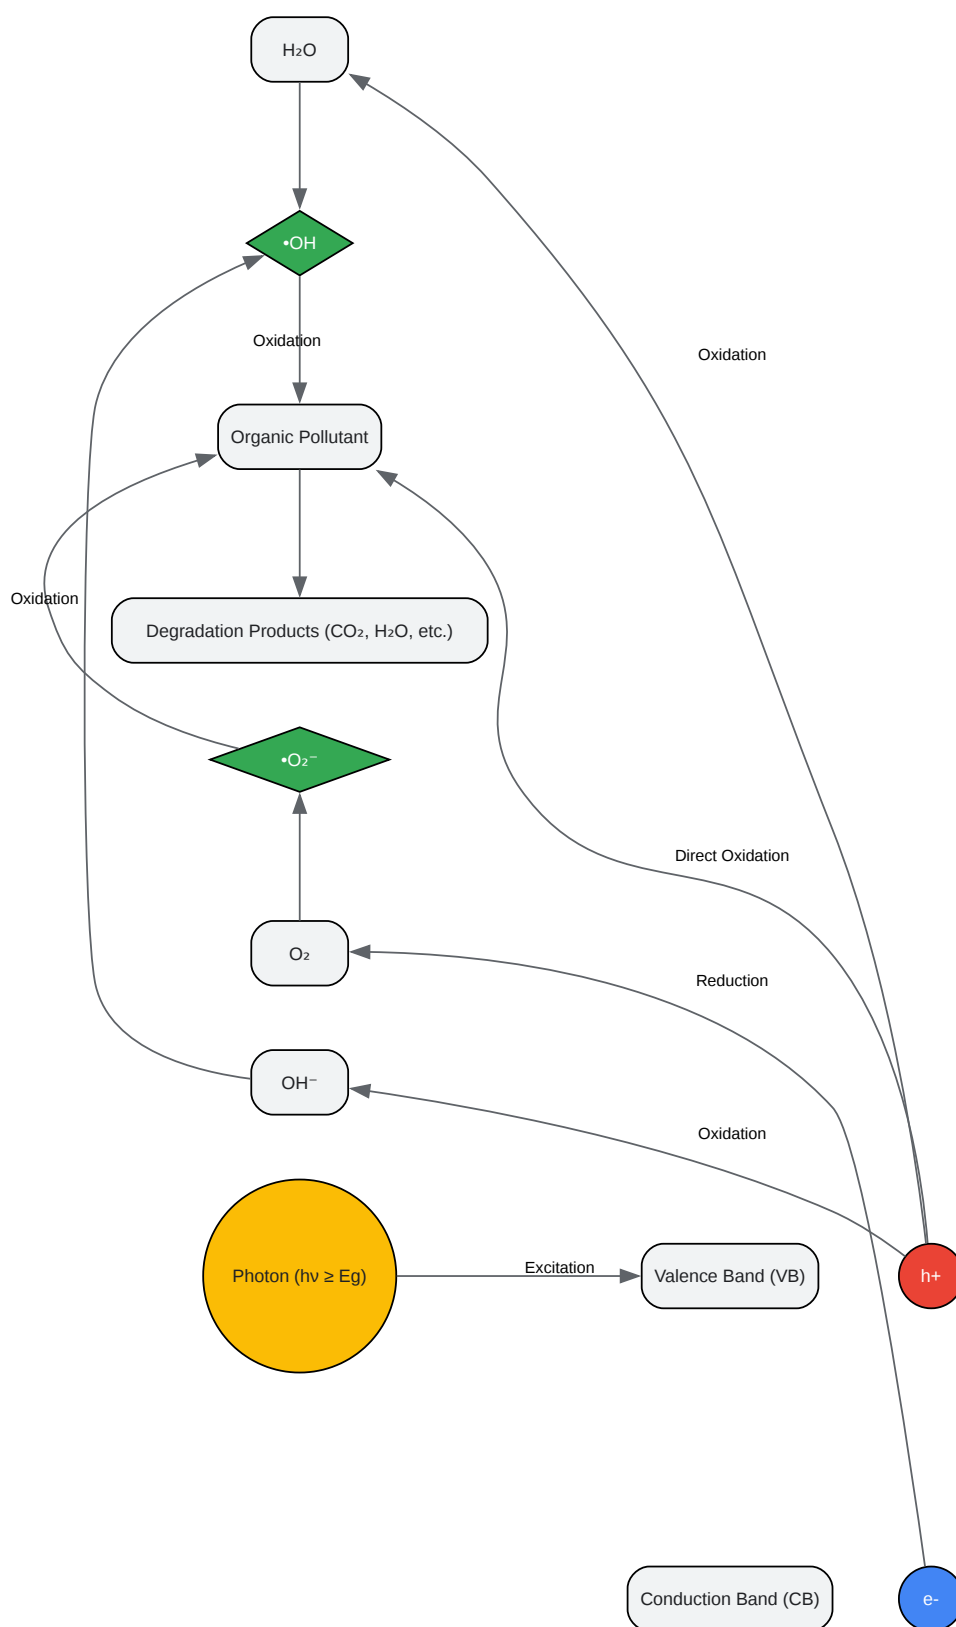 H₂O
•OH
Oxidation
Oxidation
Organic Pollutant
Oxidation
Degradation Products (CO₂, H₂O, etc.)
•O₂⁻
Direct Oxidation
O₂
Reduction
OH⁻
Oxidation
Photon (hν ≥ Eg)
Excitation
Valence Band (VB)
h+
Conduction Band (CB)
e-